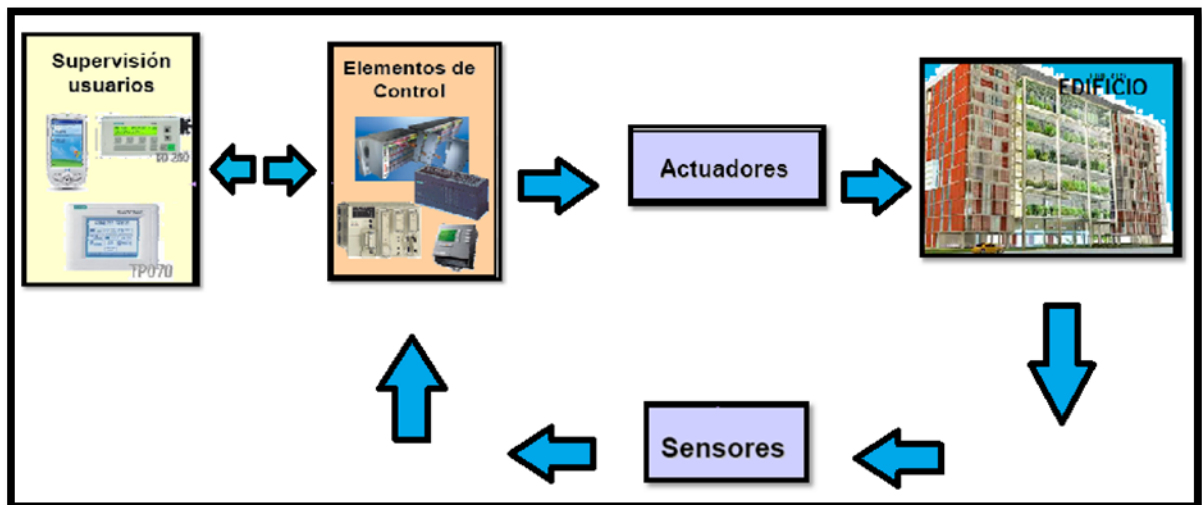 Supervisión
usuarios
TP070
Elementos de
Control
Actuadores
EDIFICIO
Sensores